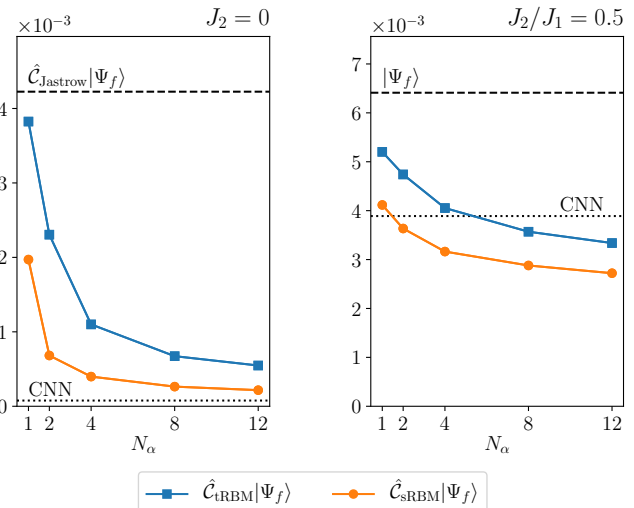 ×10⁻³ J₂ = 0
Ĉ_Jastrow|Ψ_f⟩
4
3
2
1
CNN
0
1 2 4 8 12
N_α
×10⁻³ J₂/J₁ = 0.5
7
|Ψ_f⟩
6
5
4
CNN
3
2
1
0
1 2 4 8 12
N_α
Ĉ_tRBM|Ψ_f⟩ Ĉ_sRBM|Ψ_f⟩